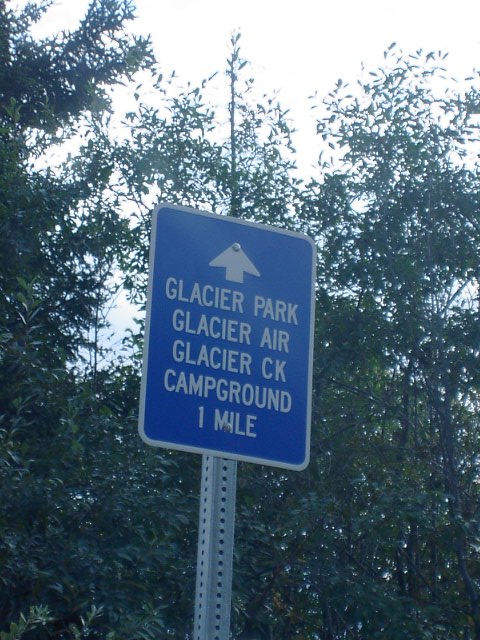 GLACIER PARK
GLACIER AIR
GLACIER CK
CAMPGROUND
1 MILE